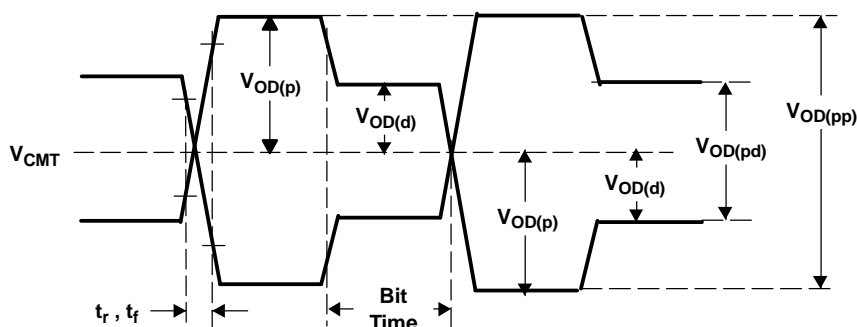 V_OD(p)
V_OD(d)
V_CMT
V_OD(p)
V_OD(d)
V_OD(pd)
V_OD(pp)
t_r , t_f
Bit
Time